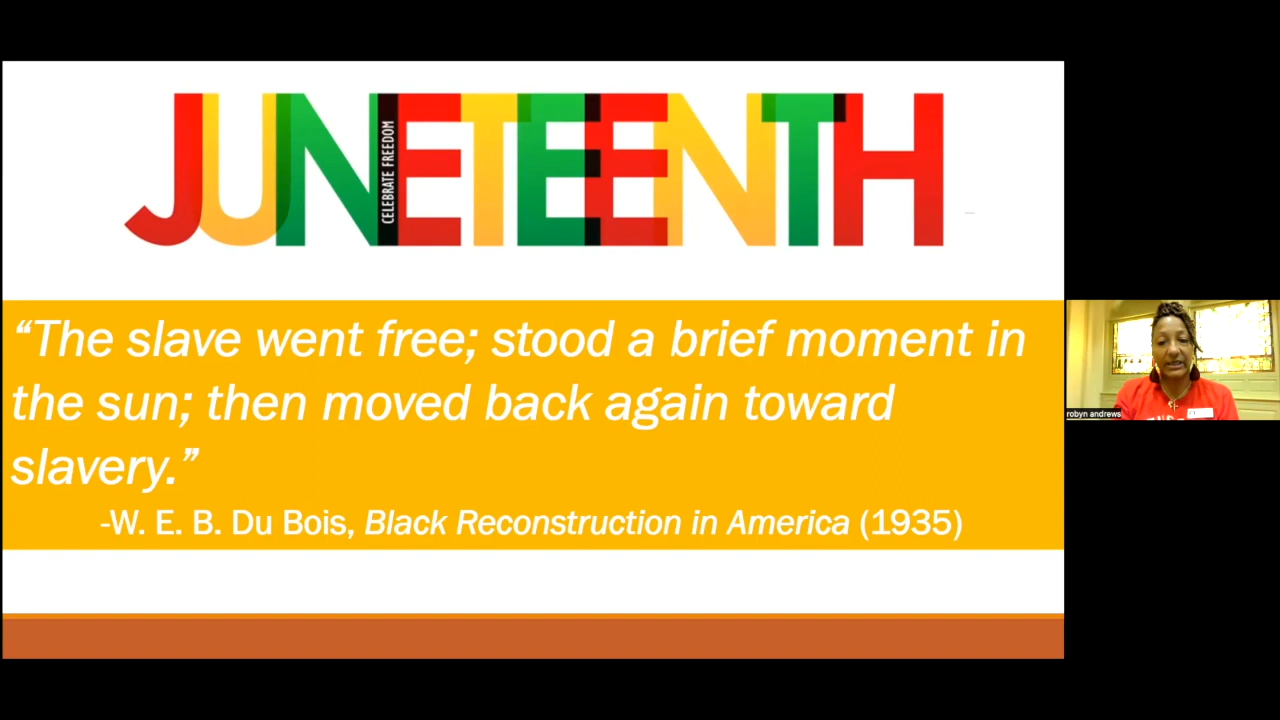 JUNETEENTH
CELEBRATE FREEDOM
“The slave went free; stood a brief moment in
the sun; then moved back again toward
slavery.”
-W. E. B. Du Bois, Black Reconstruction in America (1935)
robyn andrews